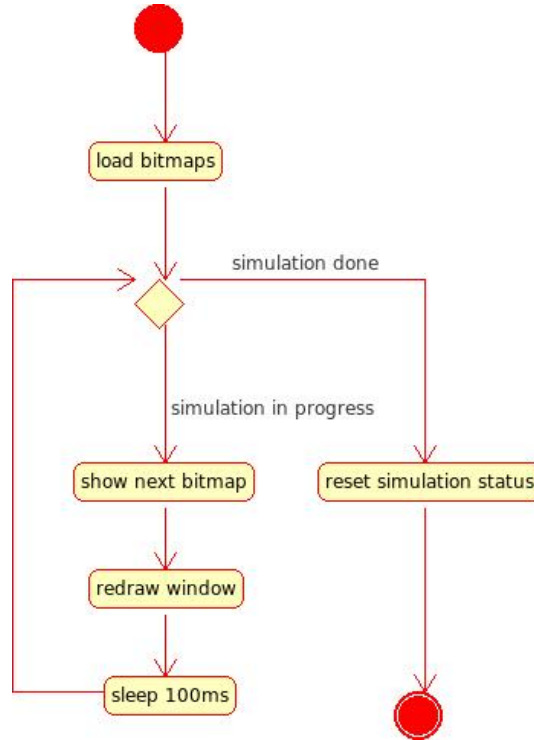 load bitmaps
simulation done
simulation in progress
show next bitmap
reset simulation status
redraw window
sleep 100ms